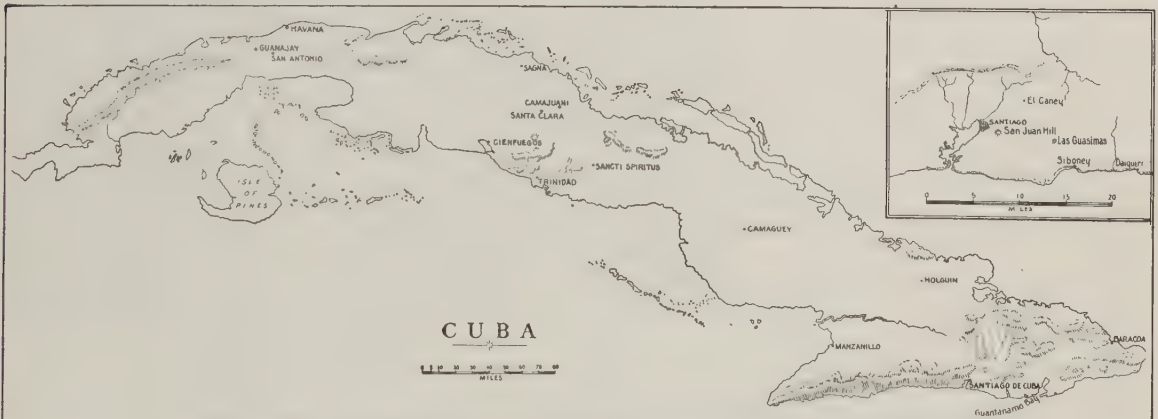 HAVANA
GUANAJAY
SAN ANTONIO
SAGNA
CAMAJUANI
SANTA CLARA
CIENFUEGOS
SANCTI SPIRITUS
TRINIDAD
ISLE
OF
PINES
CAMAGUEY
HOLGUIN
MANZANILLO
BARACOA
SANTIAGO DE CUBA
Guantanamo Bay
CUBA
MILES
El Caney
SANTIAGO
San Juan Hill
Las Guasimas
Siboney
Daiquiri
0 5 10 15 20
MILES